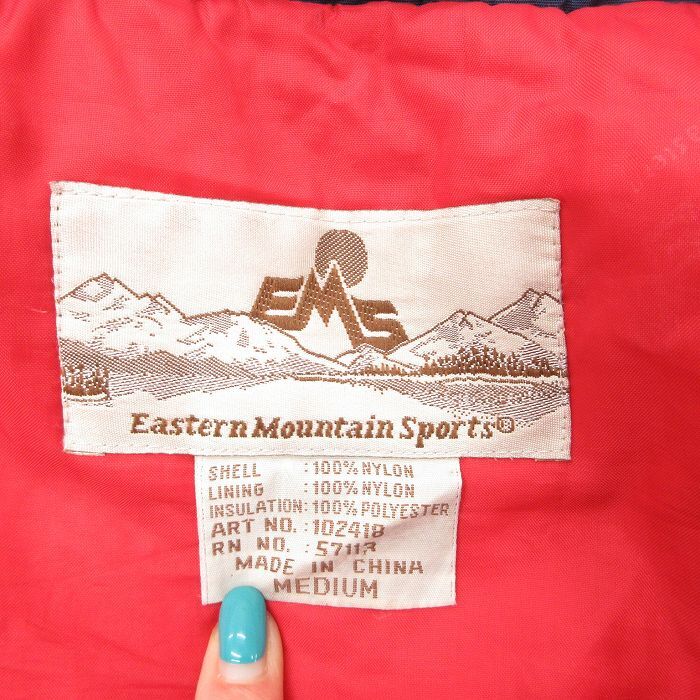 EMS
Eastern Mountain Sports®
SHELL : 100% NYLON
LINING : 100% NYLON
INSULATION: 100% POLYESTER
ART NO. : 102418
RN NO. : 57113
MADE IN CHINA
MEDIUM